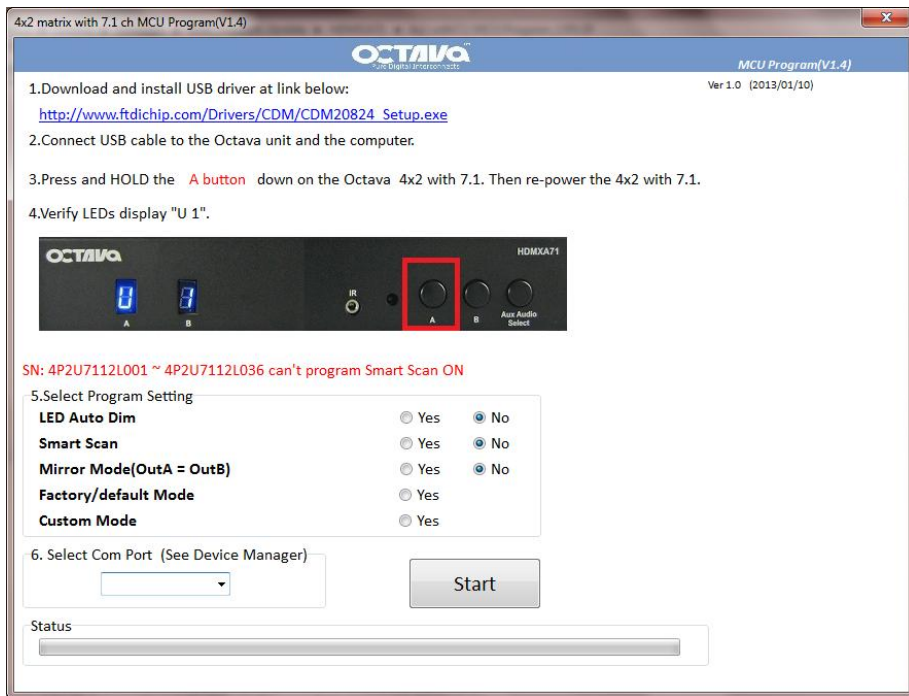 4x2 matrix with 7.1 ch MCU Program(V1.4)
OCTAVA
Pure Digital Interconnects
MCU Program(V1.4)
Ver 1.0 (2013/01/10)
1.Download and install USB driver at link below:
http://www.ftdichip.com/Drivers/CDM/CDM20824_Setup.exe
2.Connect USB cable to the Octava unit and the computer.
3.Press and HOLD the A button down on the Octava 4x2 with 7.1. Then re-power the 4x2 with 7.1.
4.Verify LEDs display "U 1".
OCTAVA HDMXA71
U 1
IR
A B A B Aux Audio Select
SN: 4P2U7112L001 ~ 4P2U7112L036 can't program Smart Scan ON
5.Select Program Setting
LED Auto Dim Yes No
Smart Scan Yes No
Mirror Mode(OutA = OutB) Yes No
Factory/default Mode Yes
Custom Mode Yes
6. Select Com Port (See Device Manager)
Start
Status